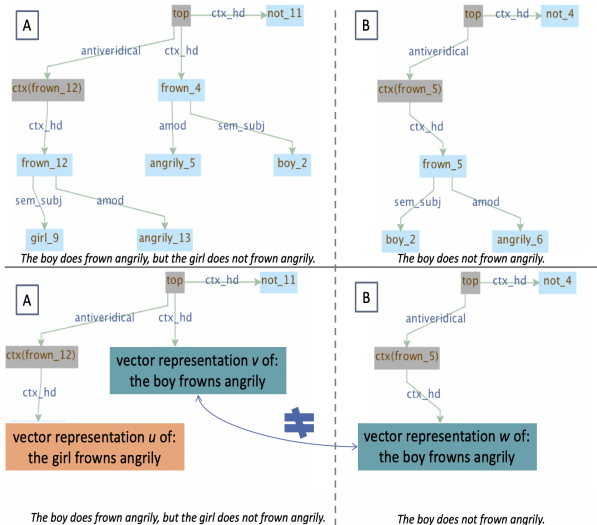 A
top
ctx_hd
not_11
antiveridical
ctx_hd
ctx(frown_12)
frown_4
ctx_hd
amod
sem_subj
frown_12
angrily_5
boy_2
sem_subj
amod
girl_9
angrily_13
The boy does frown angrily, but the girl does not frown angrily.
B
top
ctx_hd
not_4
antiveridical
ctx(frown_5)
ctx_hd
frown_5
sem_subj
amod
boy_2
angrily_6
The boy does not frown angrily.
A
top
ctx_hd
not_11
antiveridical
ctx_hd
ctx(frown_12)
vector representation v of:
the boy frowns angrily
ctx_hd
≠
vector representation u of:
the girl frowns angrily
The boy does frown angrily, but the girl does not frown angrily.
B
top
ctx_hd
not_4
antiveridical
ctx(frown_5)
ctx_hd
vector representation w of:
the boy frowns angrily
The boy does not frown angrily.